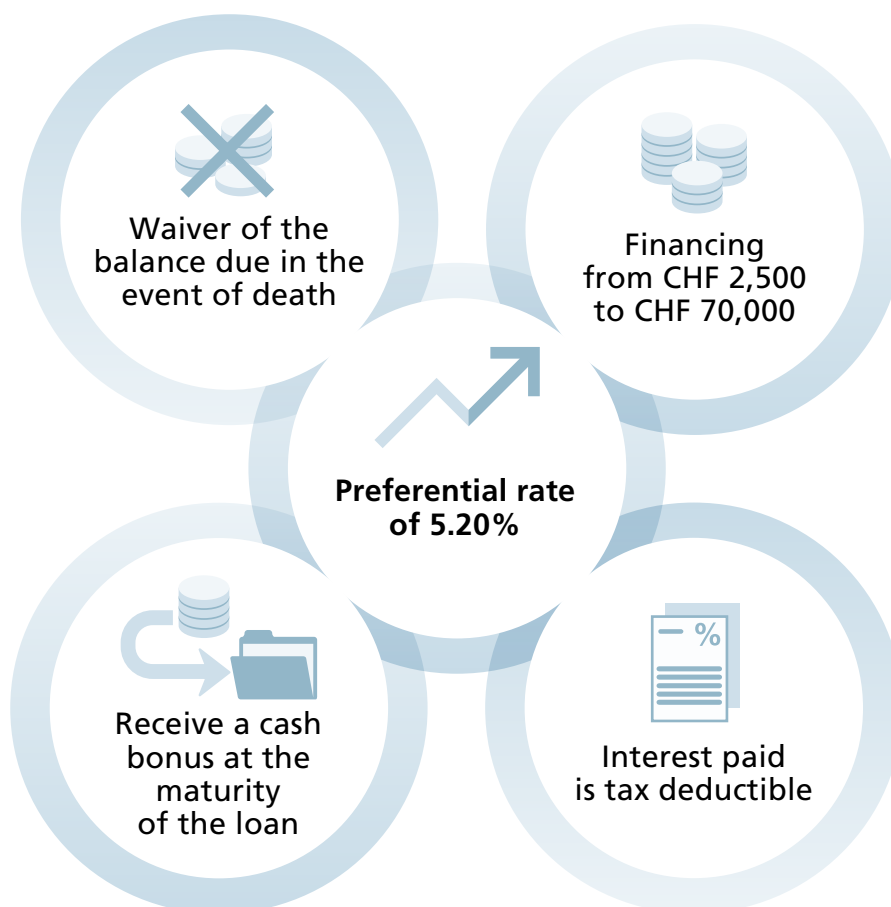 Waiver of the
balance due in the
event of death
Financing
from CHF 2,500
to CHF 70,000
Preferential rate
of 5.20%
Receive a cash
bonus at the
maturity
of the loan
%
Interest paid
is tax deductible